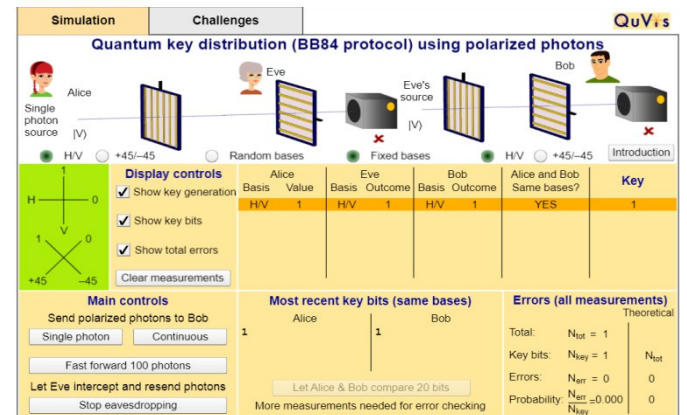 Simulation
Challenges
QuVis
Quantum key distribution (BB84 protocol) using polarized photons
Alice
Eve
Eve's
source
Bob
Single
photon
source
|V⟩
|V⟩
H/V
+45/–45
Random bases
Fixed bases
H/V
+45/–45
Introduction
1
H
0
V
1
0
+45
–45
Display controls
Show key generation
Show key bits
Show total errors
Clear measurements
Alice
Eve
Bob
Alice and Bob
Same bases?
Key
Basis Value
Basis Outcome
Basis Outcome
H/V 1 H/V 1 H/V 1 YES 1
Main controls
Send polarized photons to Bob
Single photon
Continuous
Fast forward 100 photons
Let Eve intercept and resend photons
Stop eavesdropping
Most recent key bits (same bases)
Alice
Bob
1
1
Let Alice & Bob compare 20 bits
More measurements needed for error checking
Errors (all measurements)
Theoretical
Total: Ntot = 1
Key bits: Nkey = 1 Ntot
Errors: Nerr = 0 0
Probability: Nerr/Nkey =0.000 0